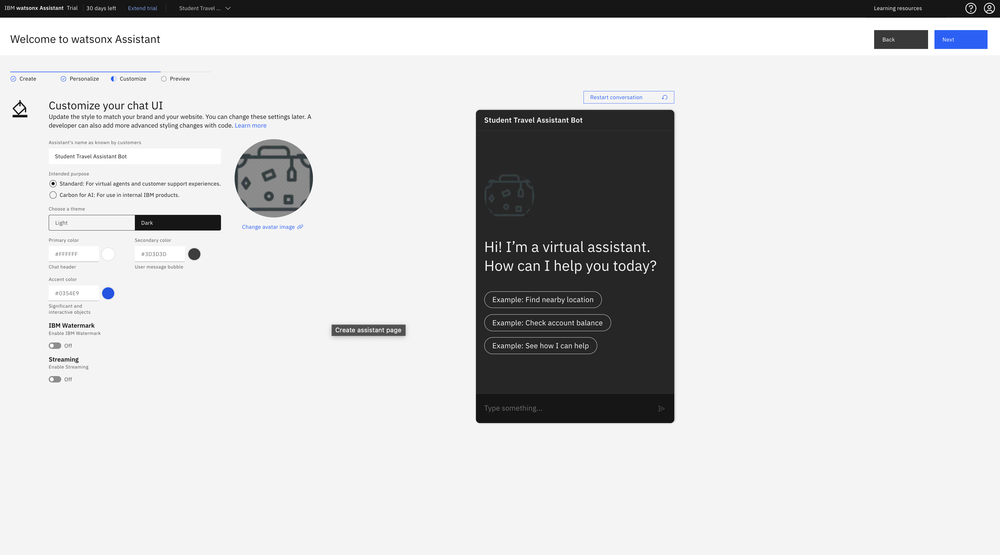 IBM watsonx Assistant Trial 30 days left Extend trial Student Travel ... Learning resources
Welcome to watsonx Assistant
Back Next
Create Personalize Customize Preview
Restart conversation
Customize your chat UI
Update the style to match your brand and your website. You can change these settings later. A
developer can also add more advanced styling changes with code. Learn more
Assistant's name as known by customers
Student Travel Assistant Bot
Intended purpose
Standard: For virtual agents and customer support experiences.
Carbon for AI: For use in internal IBM products.
Choose a theme
Light Dark
Change avatar image
Primary color Secondary color
#FFFFFF #3D3D3D
Chat header User message bubble
Accent color
#0354E9
Significant and
interactive objects
IBM Watermark
Enable IBM Watermark
Off
Streaming
Enable Streaming
Off
Create assistant page
Student Travel Assistant Bot
Hi! I’m a virtual assistant.
How can I help you today?
Example: Find nearby location
Example: Check account balance
Example: See how I can help
Type something...